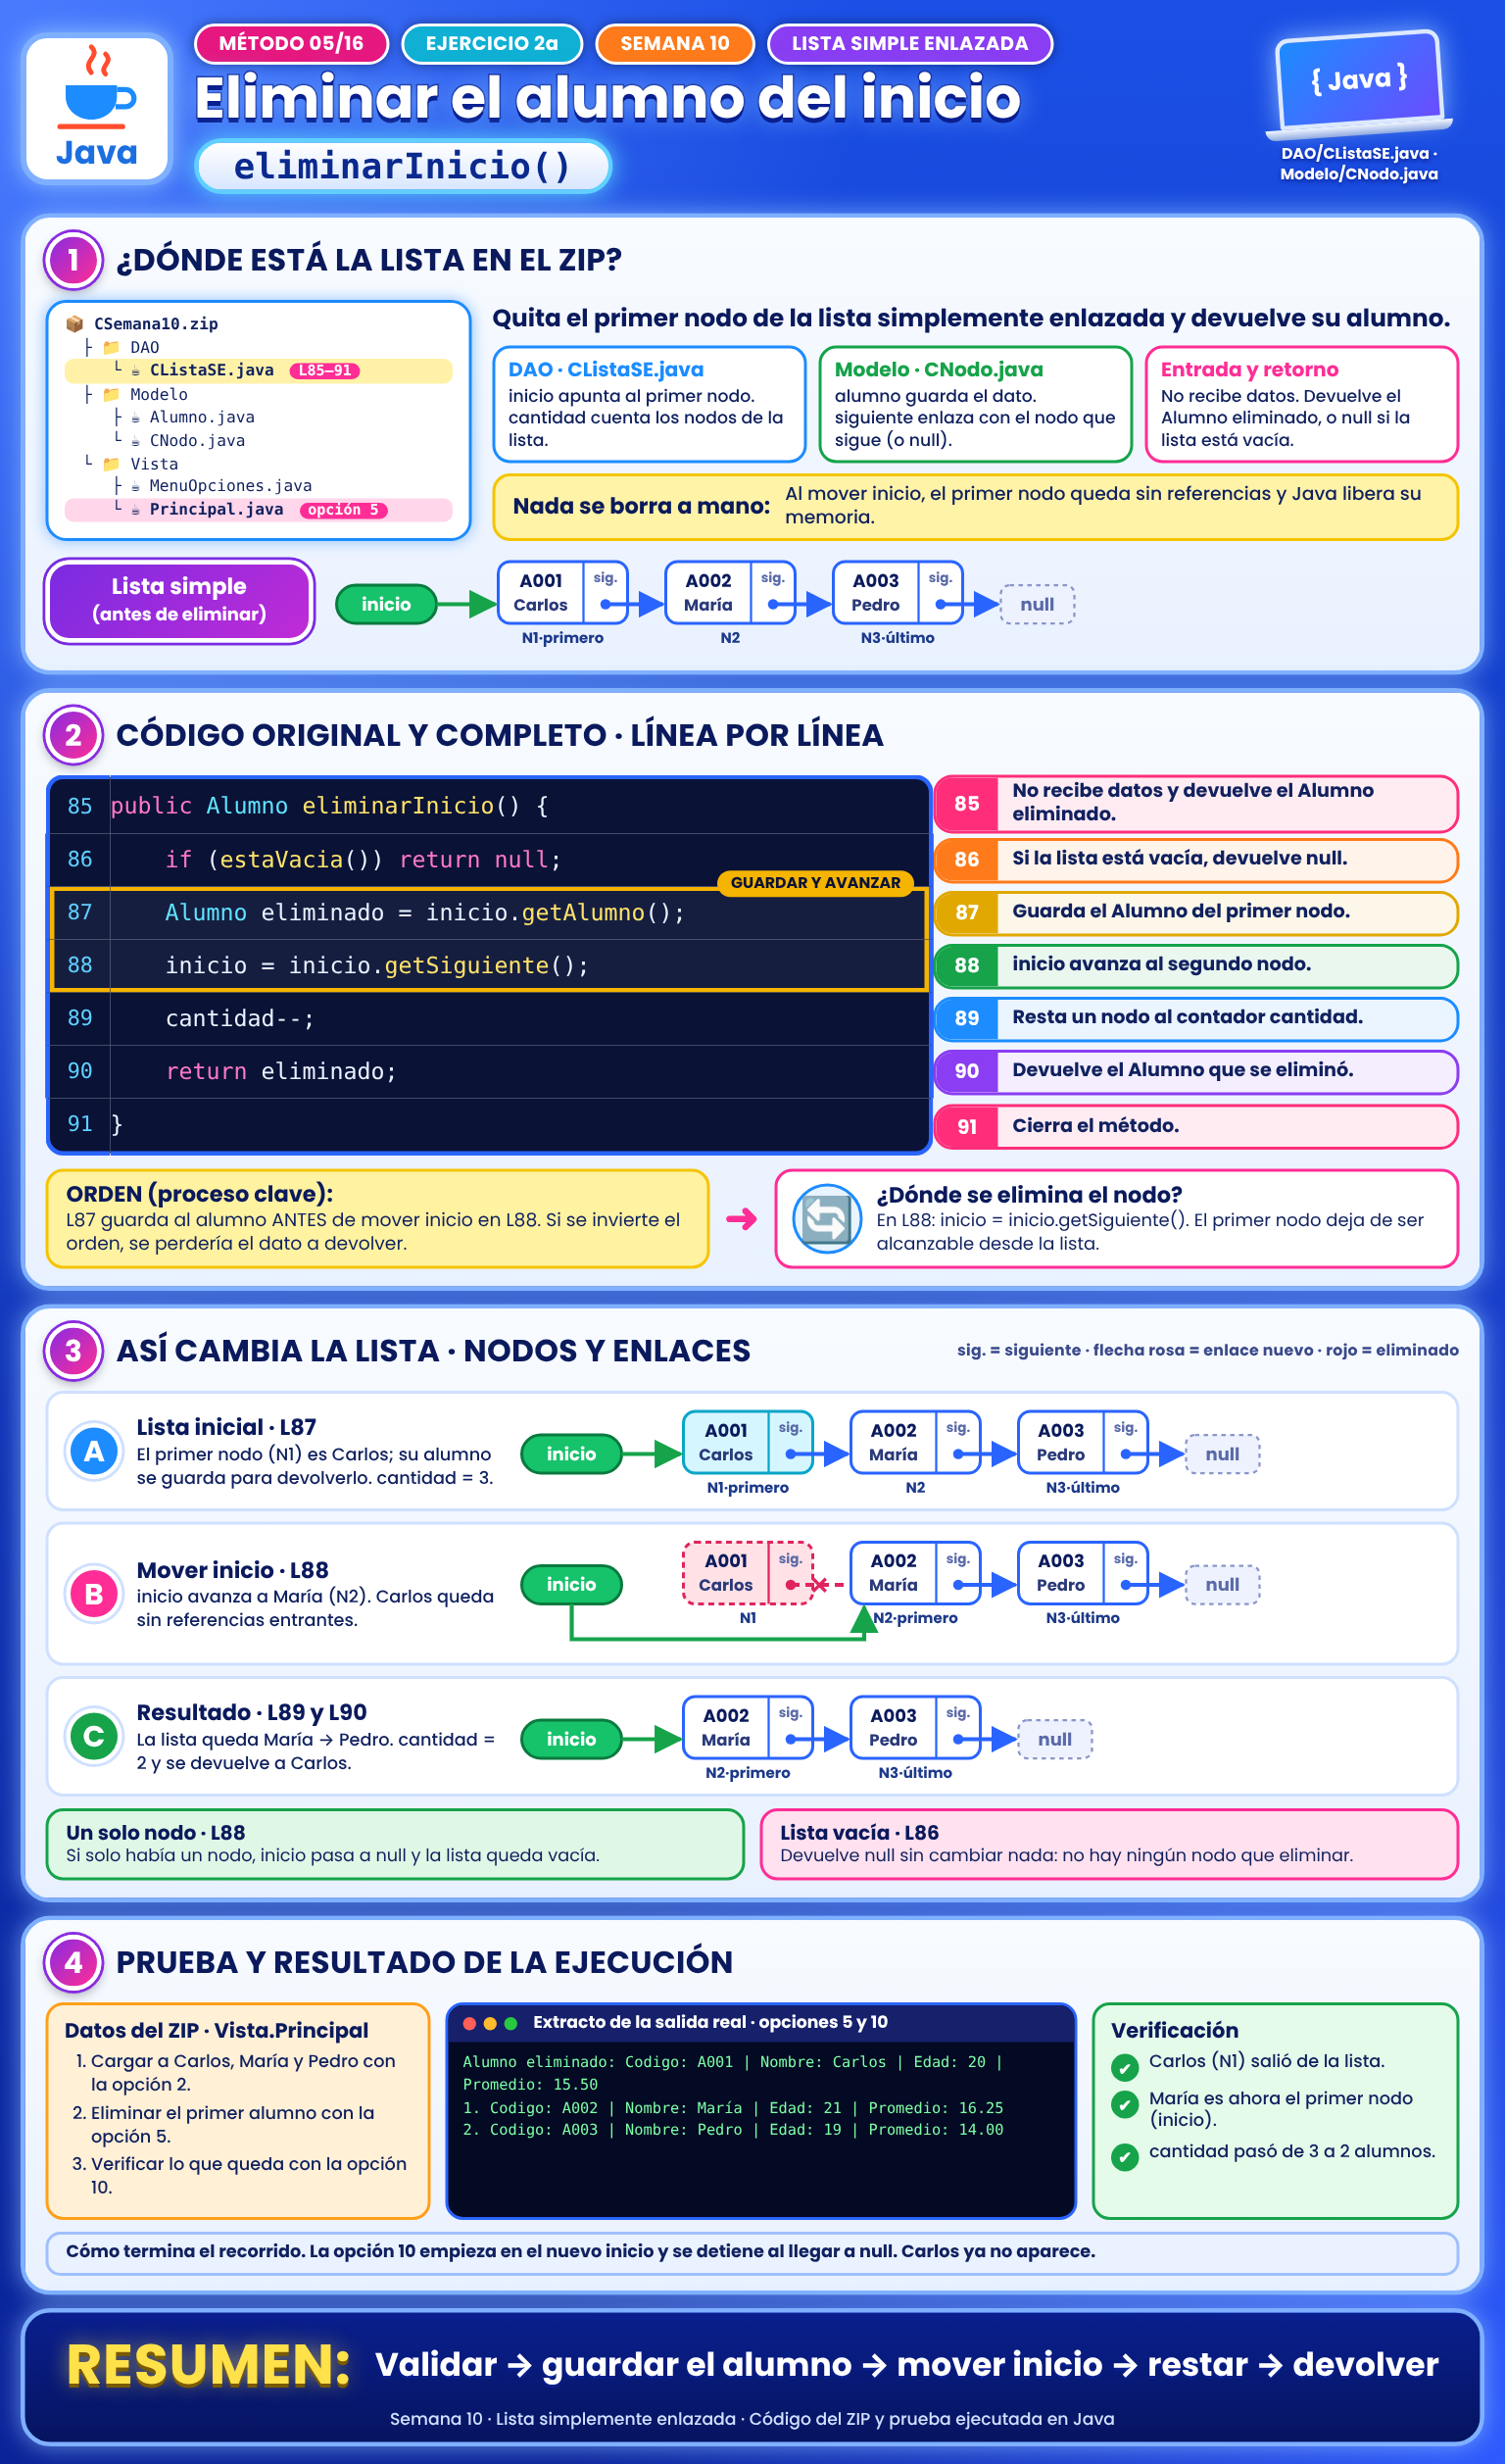 MÉTODO 05/16
EJERCICIO 2a
SEMANA 10
LISTA SIMPLE ENLAZADA
Java
Eliminar el alumno del inicio
eliminarInicio()
{ Java }
DAO/CListaSE.java ·
Modelo/CNodo.java
1 ¿DÓNDE ESTÁ LA LISTA EN EL ZIP?
CSemana10.zip
DAO
CListaSE.java L85–91
Modelo
Alumno.java
CNodo.java
Vista
MenuOpciones.java
Principal.java opción 5
Quita el primer nodo de la lista simplemente enlazada y devuelve su alumno.
DAO · CListaSE.java
inicio apunta al primer nodo.
cantidad cuenta los nodos de la
lista.
Modelo · CNodo.java
alumno guarda el dato.
siguiente enlaza con el nodo que
sigue (o null).
Entrada y retorno
No recibe datos. Devuelve el
Alumno eliminado, o null si la
lista está vacía.
Nada se borra a mano:
Al mover inicio, el primer nodo queda sin referencias y Java libera su
memoria.
Lista simple
(antes de eliminar)
inicio
A001
Carlos
sig.
N1·primero
A002
María
sig.
N2
A003
Pedro
sig.
N3·último
null
2 CÓDIGO ORIGINAL Y COMPLETO · LÍNEA POR LÍNEA
85 public Alumno eliminarInicio() {
86 if (estaVacia()) return null;
GUARDAR Y AVANZAR
87 Alumno eliminado = inicio.getAlumno();
88 inicio = inicio.getSiguiente();
89 cantidad--;
90 return eliminado;
91 }
85 No recibe datos y devuelve el Alumno
eliminado.
86 Si la lista está vacía, devuelve null.
87 Guarda el Alumno del primer nodo.
88 inicio avanza al segundo nodo.
89 Resta un nodo al contador cantidad.
90 Devuelve el Alumno que se eliminó.
91 Cierra el método.
ORDEN (proceso clave):
L87 guarda al alumno ANTES de mover inicio en L88. Si se invierte el
orden, se perdería el dato a devolver.
➜
¿Dónde se elimina el nodo?
En L88: inicio = inicio.getSiguiente(). El primer nodo deja de ser
alcanzable desde la lista.
3 ASÍ CAMBIA LA LISTA · NODOS Y ENLACES
sig. = siguiente · flecha rosa = enlace nuevo · rojo = eliminado
A
Lista inicial · L87
El primer nodo (N1) es Carlos; su alumno
se guarda para devolverlo. cantidad = 3.
inicio
A001
Carlos
sig.
N1·primero
A002
María
sig.
N2
A003
Pedro
sig.
N3·último
null
B
Mover inicio · L88
inicio avanza a María (N2). Carlos queda
sin referencias entrantes.
inicio
A001
Carlos
sig.
N1
A002
María
sig.
N2·primero
A003
Pedro
sig.
N3·último
null
C
Resultado · L89 y L90
La lista queda María → Pedro. cantidad =
2 y se devuelve a Carlos.
inicio
A002
María
sig.
N2·primero
A003
Pedro
sig.
N3·último
null
Un solo nodo · L88
Si solo había un nodo, inicio pasa a null y la lista queda vacía.
Lista vacía · L86
Devuelve null sin cambiar nada: no hay ningún nodo que eliminar.
4 PRUEBA Y RESULTADO DE LA EJECUCIÓN
Datos del ZIP · Vista.Principal
1. Cargar a Carlos, María y Pedro con
la opción 2.
2. Eliminar el primer alumno con la
opción 5.
3. Verificar lo que queda con la opción
10.
Extracto de la salida real · opciones 5 y 10
Alumno eliminado: Codigo: A001 | Nombre: Carlos | Edad: 20 |
Promedio: 15.50
1. Codigo: A002 | Nombre: María | Edad: 21 | Promedio: 16.25
2. Codigo: A003 | Nombre: Pedro | Edad: 19 | Promedio: 14.00
Verificación
✔ Carlos (N1) salió de la lista.
✔ María es ahora el primer nodo
(inicio).
✔ cantidad pasó de 3 a 2 alumnos.
Cómo termina el recorrido. La opción 10 empieza en el nuevo inicio y se detiene al llegar a null. Carlos ya no aparece.
RESUMEN: Validar → guardar el alumno → mover inicio → restar → devolver
Semana 10 · Lista simplemente enlazada · Código del ZIP y prueba ejecutada en Java